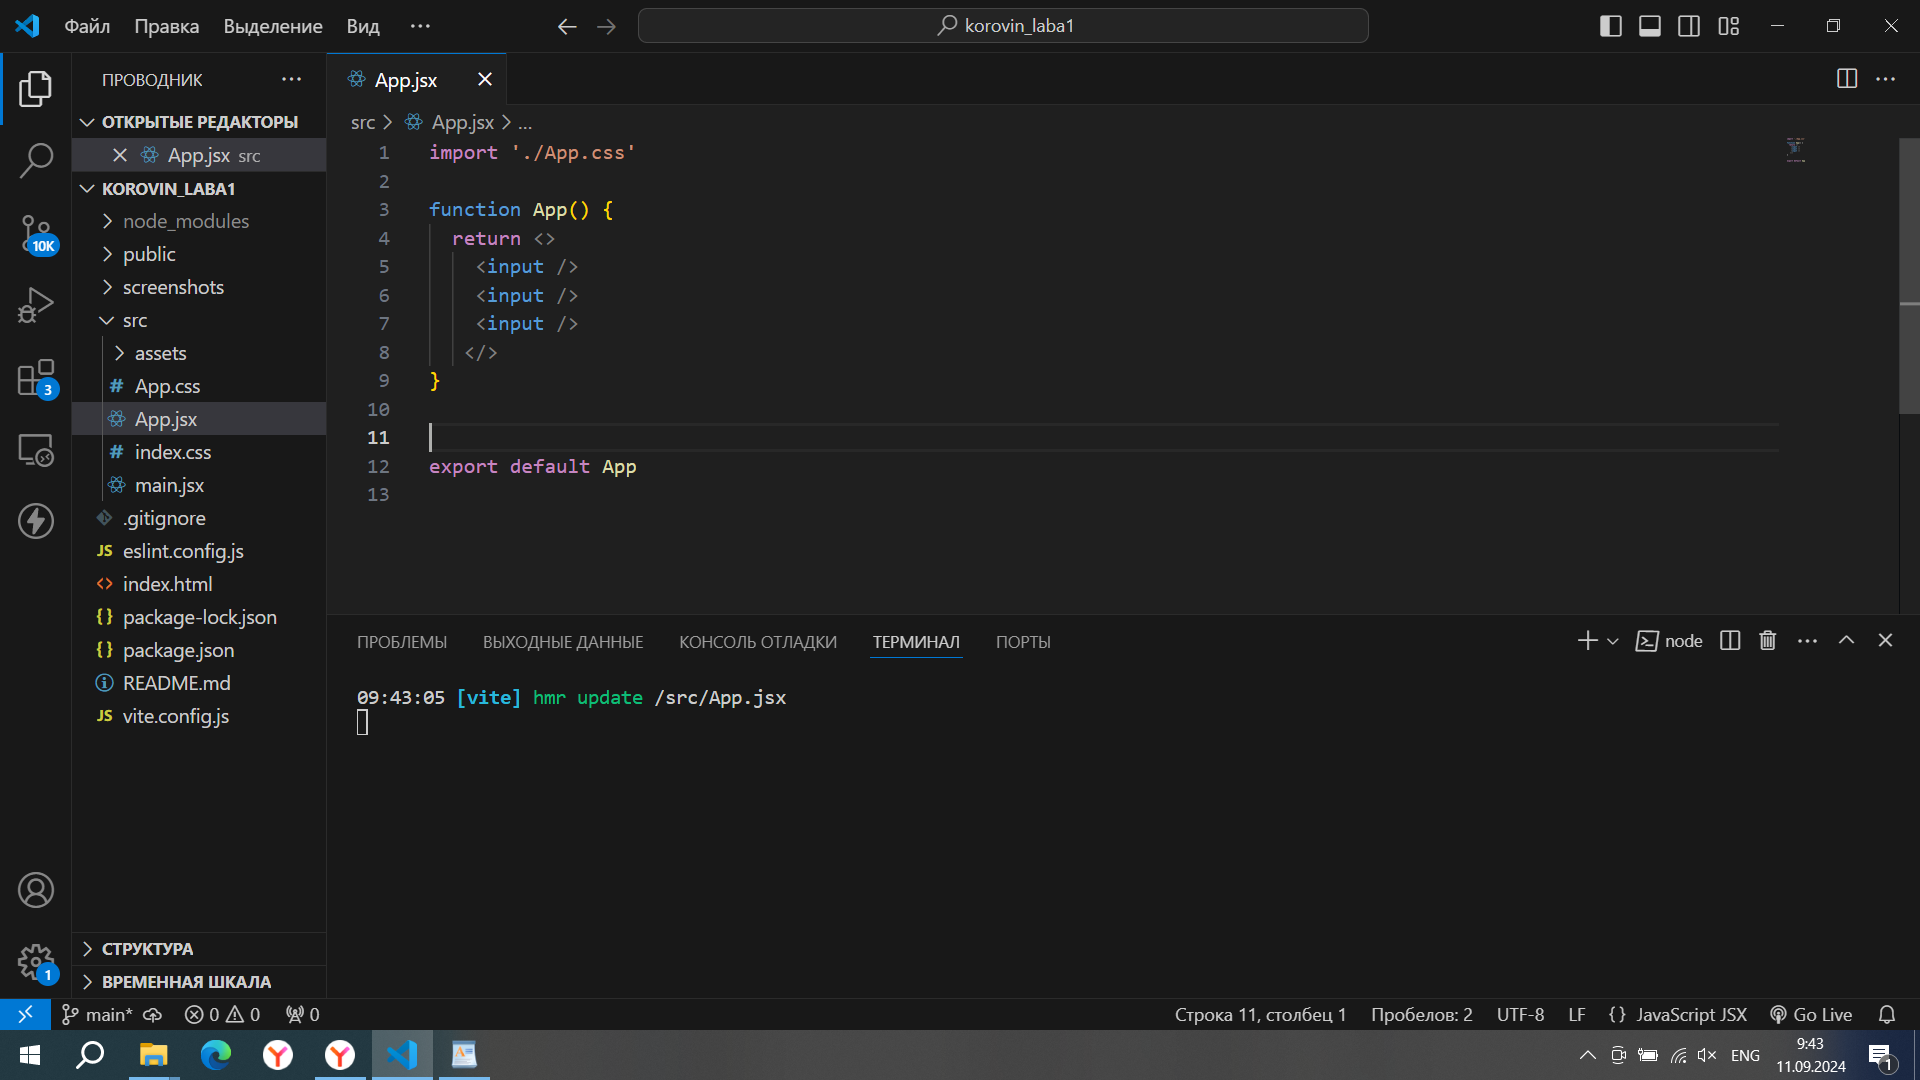 Файл Правка Выделение Вид ···
korovin_laba1
ПРОВОДНИК
ОТКРЫТЫЕ РЕДАКТОРЫ
App.jsx src
KOROVIN_LABA1
node_modules
public
screenshots
src
assets
# App.css
App.jsx
# index.css
main.jsx
.gitignore
JS eslint.config.js
<> index.html
{} package-lock.json
{} package.json
README.md
JS vite.config.js
СТРУКТУРА
ВРЕМЕННАЯ ШКАЛА
10K
3
1
App.jsx
src > App.jsx > ...
1 import './App.css'
2
3 function App() {
4 return <>
5 <input />
6 <input />
7 <input />
8 </>
9 }
10
11
12 export default App
13
ПРОБЛЕМЫ ВЫХОДНЫЕ ДАННЫЕ КОНСОЛЬ ОТЛАДКИ ТЕРМИНАЛ ПОРТЫ
node
09:43:05 [vite] hmr update /src/App.jsx
main* 0 0 0
Строка 11, столбец 1 Пробелов: 2 UTF-8 LF {} JavaScript JSX Go Live
ENG
9:43
11.09.2024
1